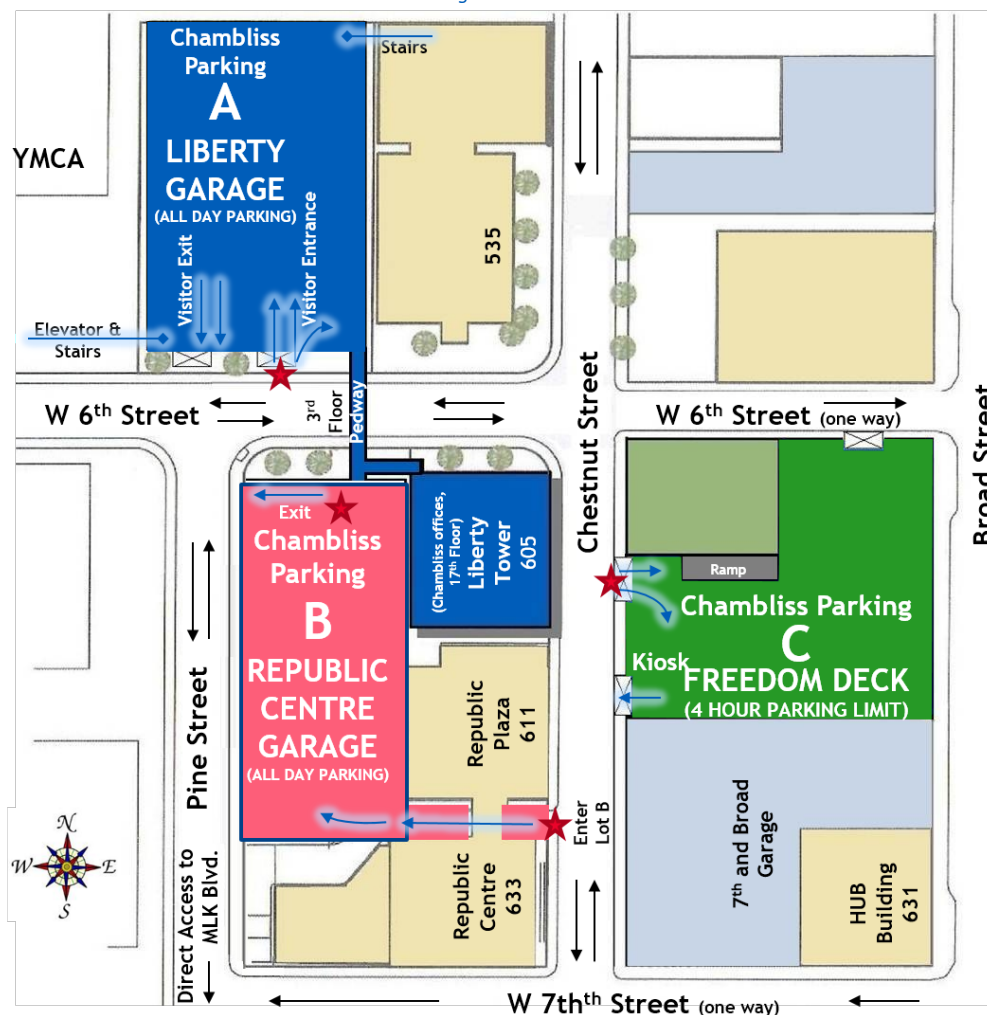 Chambliss
Parking
A
LIBERTY
GARAGE
(ALL DAY PARKING)
Stairs
YMCA
535
Visitor Exit
Visitor Entrance
Elevator &
Stairs
W 6th Street
3rd
Floor
Pedway
Chestnut Street
W 6th Street (one way)
Broad Street
Exit
Chambliss
Parking
B
REPUBLIC
CENTRE
GARAGE
(ALL DAY PARKING)
(Chambliss offices,
17th Floor)
Liberty
Tower
605
Ramp
Chambliss Parking
C
Kiosk
FREEDOM DECK
(4 HOUR PARKING LIMIT)
Pine Street
Republic
Plaza
611
Enter
Lot B
Republic
Centre
633
7th and Broad
Garage
HUB
Building
631
N
W
E
S
Direct Access to
MLK Blvd.
W 7thth Street (one way)